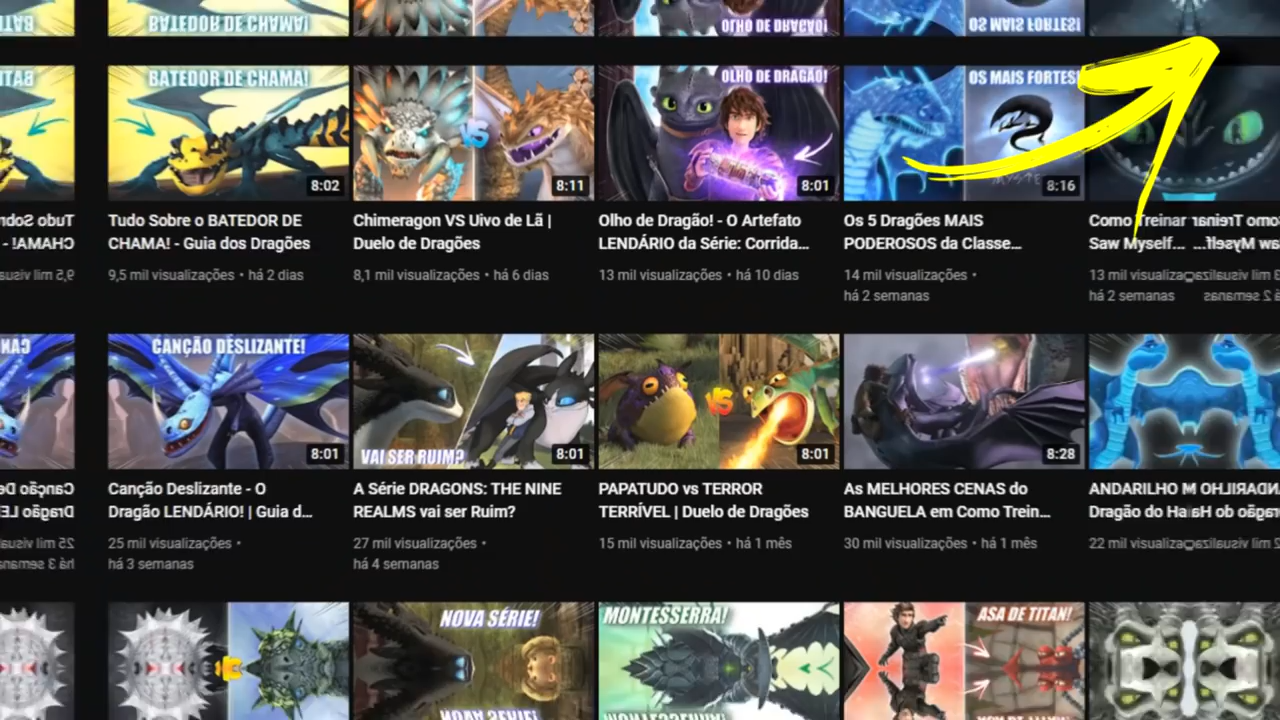 BATEDOR DE CHAMA!
OLHO DE DRAGÃO!
OS MAIS FORTES!
BATEDOR DE CHAMA!
OLHO DE DRAGÃO!
OS MAIS FORTES!
VS
8:02
8:11
8:01
8:16
Tudo Sobre o BATEDOR DE
CHAMA! - Guia dos Dragões
9,5 mil visualizações • há 2 dias
Chimeragon VS Uivo de Lã |
Duelo de Dragões
8,1 mil visualizações • há 6 dias
Olho de Dragão! - O Artefato
LENDÁRIO da Série: Corrida...
13 mil visualizações • há 10 dias
Os 5 Dragões MAIS
PODEROSOS da Classe...
14 mil visualizações •
há 2 semanas
Como Treinar
Saw Myself...
13 mil
há 2 semanas
CANÇÃO DESLIZANTE!
VAI SER RUIM?
VS
8:01
8:01
8:01
8:28
Canção Deslizante - O
Dragão LENDÁRIO! | Guia d...
25 mil visualizações •
há 3 semanas
A Série DRAGONS: THE NINE
REALMS vai ser Ruim?
27 mil visualizações •
há 4 semanas
PAPATUDO vs TERROR
TERRÍVEL | Duelo de Dragões
15 mil visualizações • há 1 mês
As MELHORES CENAS do
BANGUELA em Como Trein...
30 mil visualizações • há 1 mês
ANDARILHO
Dragão do
22 mil
NOVA SÉRIE!
MONTESSERRA!
ASA DE TITAN!
NOVA SÉRIE!
MONTESSERRA!
ASA DE TITAN!